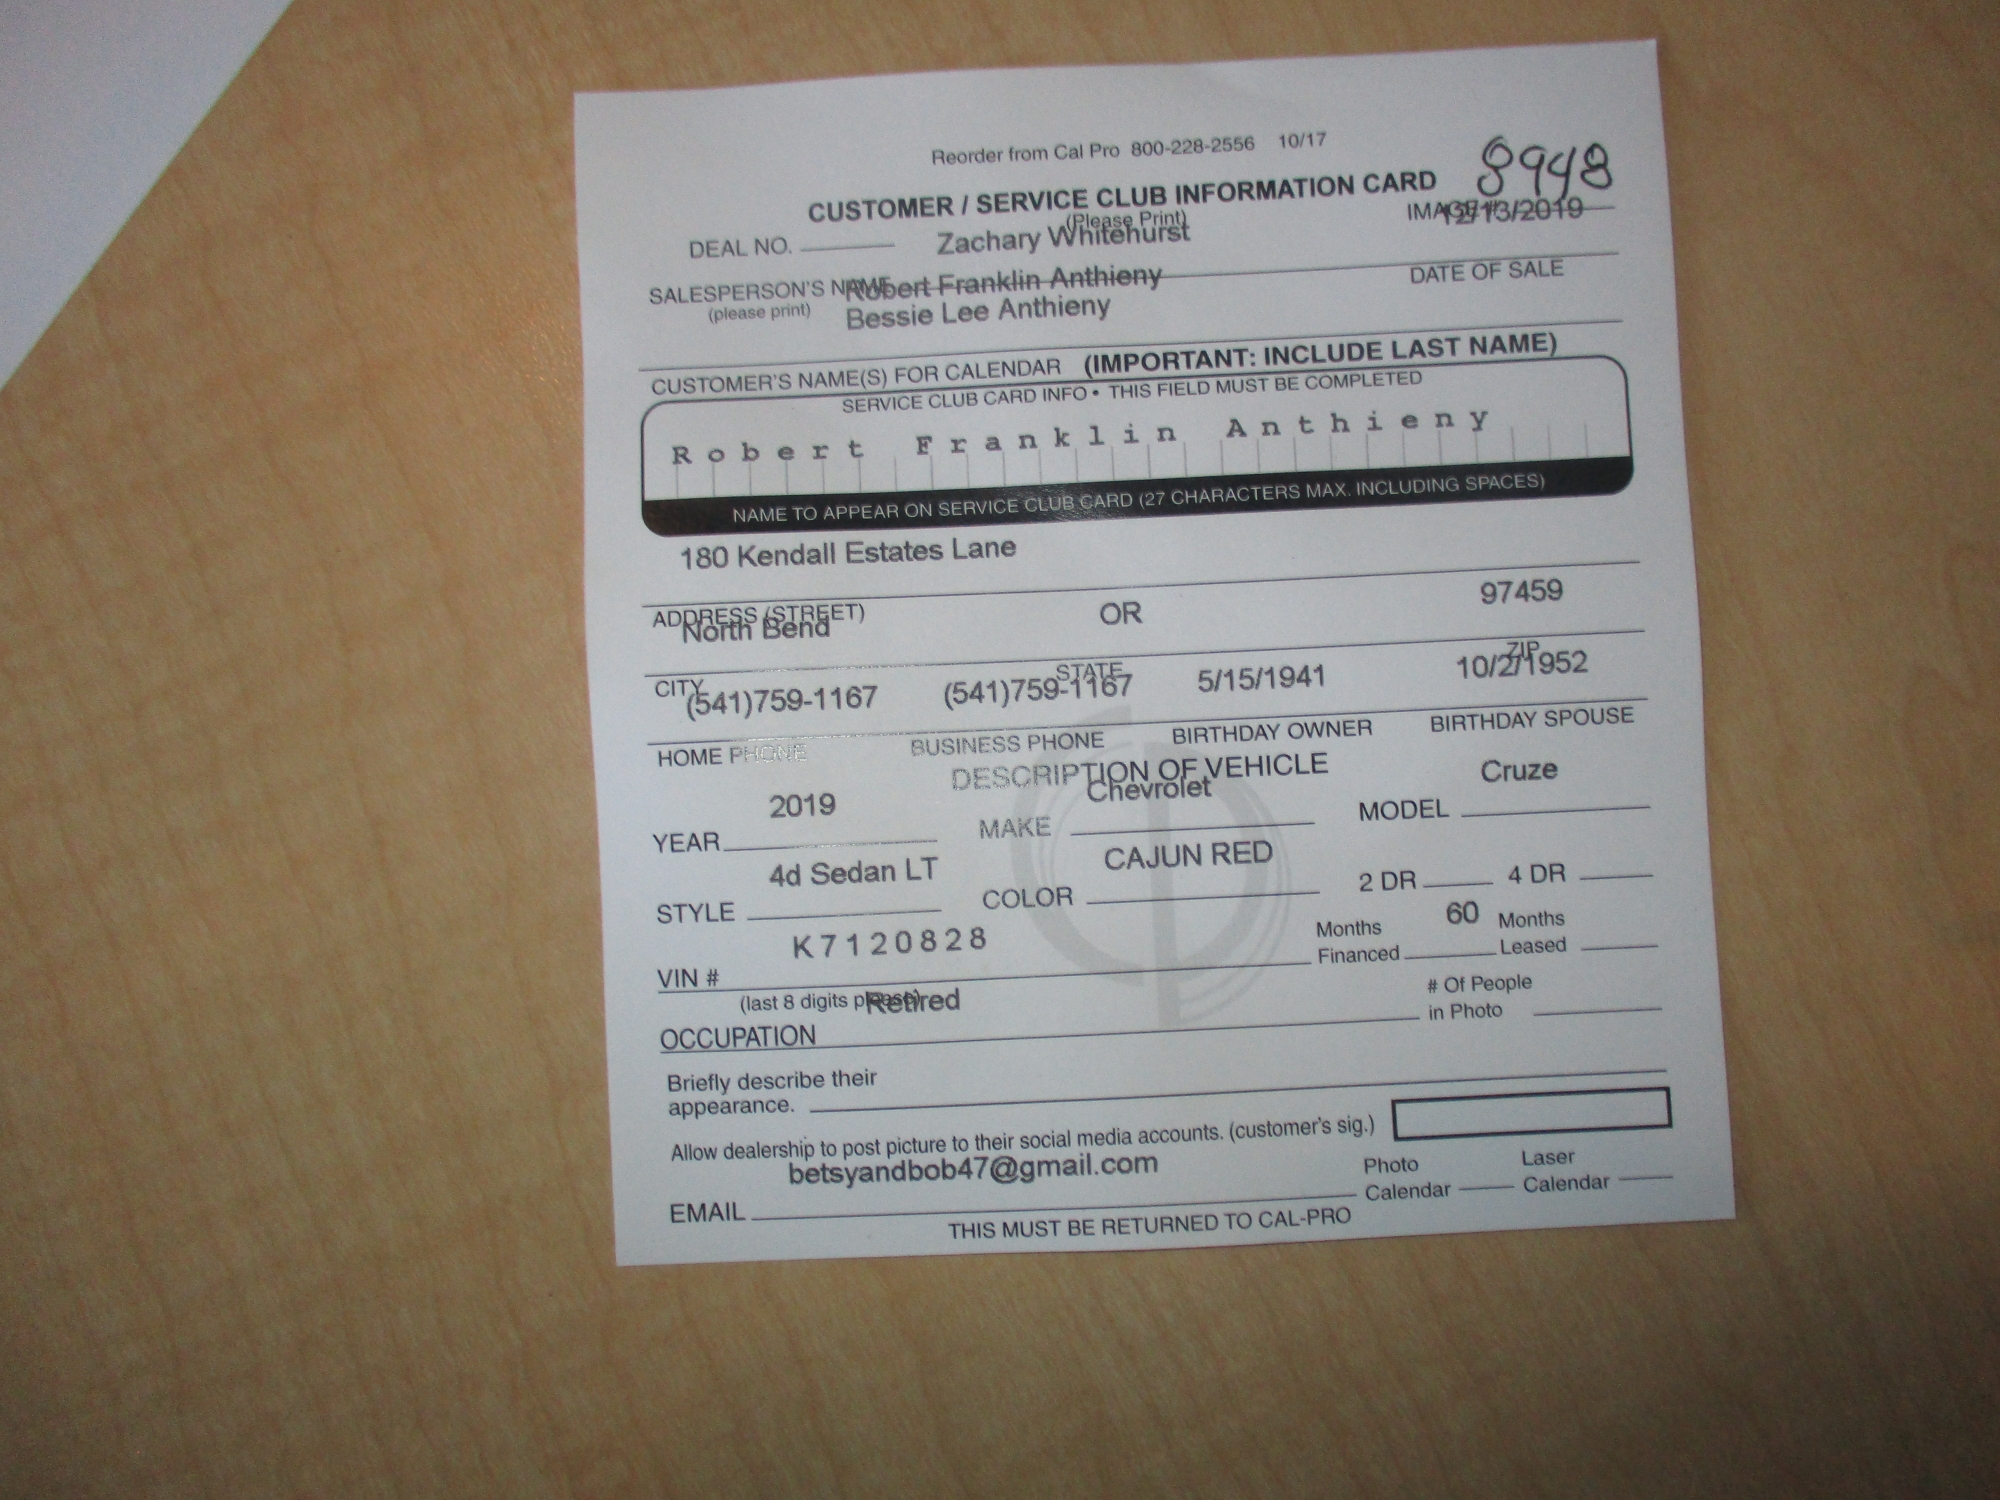 Reorder from Cal Pro 800-228-2556 10/17
8948
CUSTOMER / SERVICE CLUB INFORMATION CARD
(Please Print)
IMAGE #
12/13/2019
DEAL NO.
Zachary Whitehurst
SALESPERSON'S NAME
(please print)
DATE OF SALE
Robert Franklin Anthieny
Bessie Lee Anthieny
CUSTOMER'S NAME(S) FOR CALENDAR (IMPORTANT: INCLUDE LAST NAME)
SERVICE CLUB CARD INFO • THIS FIELD MUST BE COMPLETED
Robert Franklin Anthieny
NAME TO APPEAR ON SERVICE CLUB CARD (27 CHARACTERS MAX. INCLUDING SPACES)
180 Kendall Estates Lane
ADDRESS (STREET)
North Bend OR 97459
CITY STATE ZIP
(541)759-1167 (541)759-1167 5/15/1941 10/2/1952
HOME PHONE BUSINESS PHONE BIRTHDAY OWNER BIRTHDAY SPOUSE
DESCRIPTION OF VEHICLE
2019 Chevrolet Cruze
YEAR MAKE MODEL
4d Sedan LT CAJUN RED
STYLE COLOR 2 DR 4 DR
K7120828
VIN #
(last 8 digits please)
60
Months Financed
Months Leased
Retired
OCCUPATION
# Of People in Photo
Briefly describe their
appearance.
Allow dealership to post picture to their social media accounts. (customer's sig.)
betsyandbob47@gmail.com
EMAIL
Photo Calendar
Laser Calendar
THIS MUST BE RETURNED TO CAL-PRO